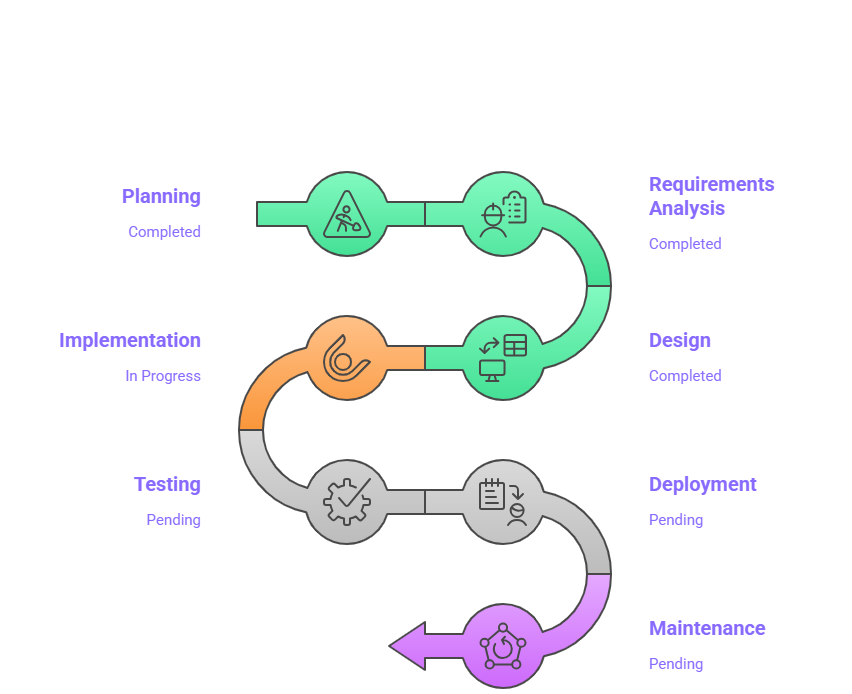 Planning
Completed
Requirements
Analysis
Completed
Implementation
In Progress
Design
Completed
Testing
Pending
Deployment
Pending
Maintenance
Pending